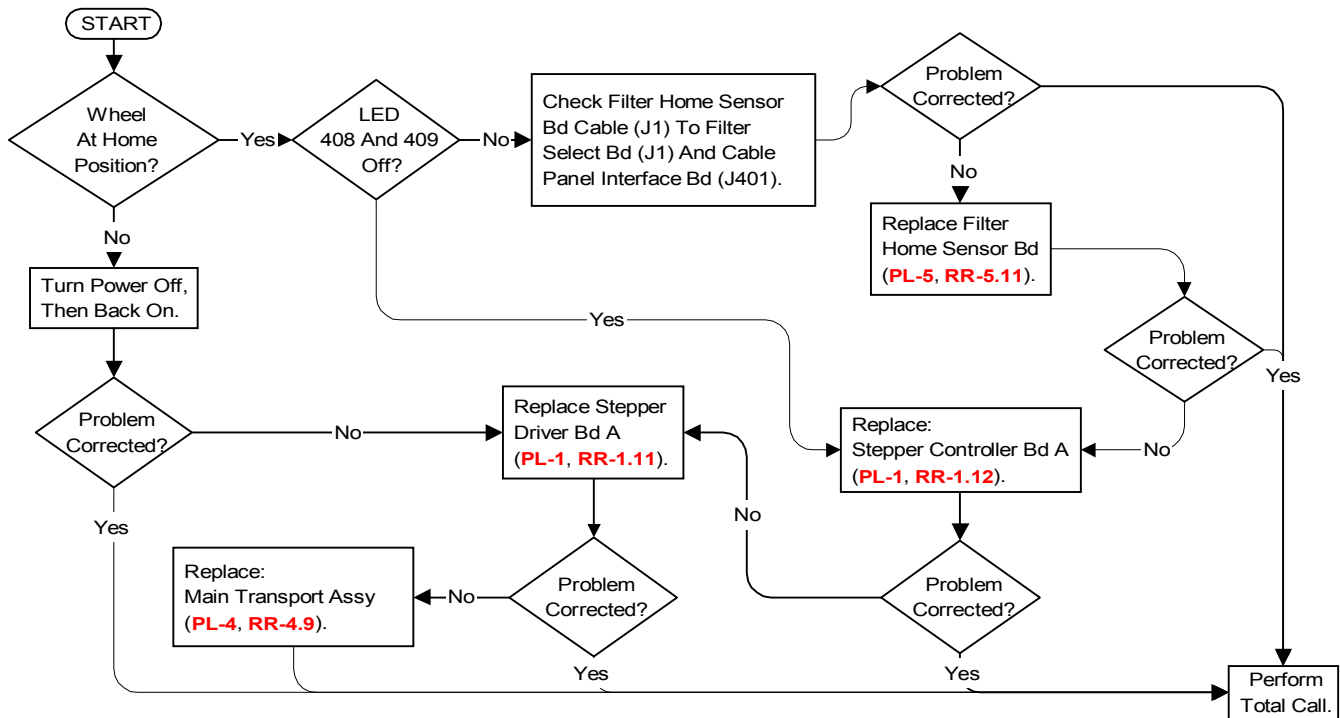 START
Wheel
At Home
Position?
Yes
LED
408 And 409
Off?
No
Check Filter Home Sensor
Bd Cable (J1) To Filter
Select Bd (J1) And Cable
Panel Interface Bd (J401).
Problem
Corrected?
No
Replace Filter
Home Sensor Bd
(PL-5, RR-5.11).
Problem
Corrected?
Yes
No
No
Turn Power Off,
Then Back On.
Yes
Problem
Corrected?
No
Replace Stepper
Driver Bd A
(PL-1, RR-1.11).
Replace:
Stepper Controller Bd A
(PL-1, RR-1.12).
Yes
No
Replace:
Main Transport Assy
(PL-4, RR-4.9).
No
Problem
Corrected?
Problem
Corrected?
Yes
Yes
Perform
Total Call.